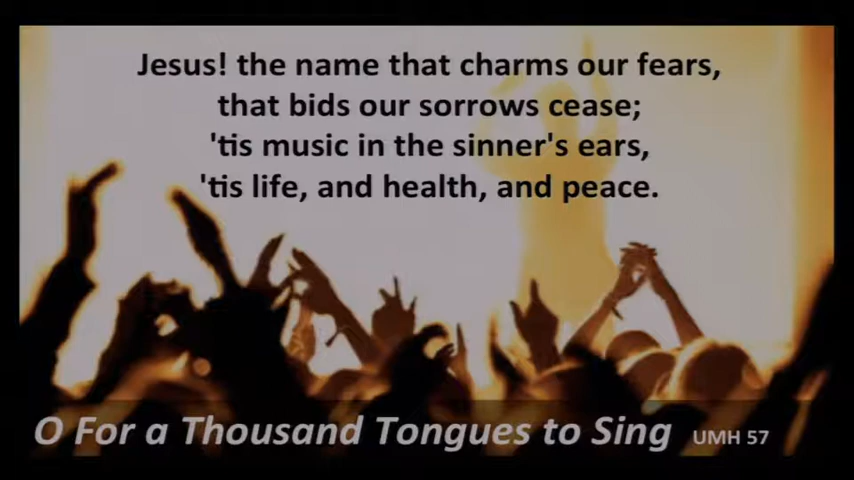 Jesus! the name that charms our fears,
that bids our sorrows cease;
'tis music in the sinner's ears,
'tis life, and health, and peace.
O For a Thousand Tongues to Sing UMH 57